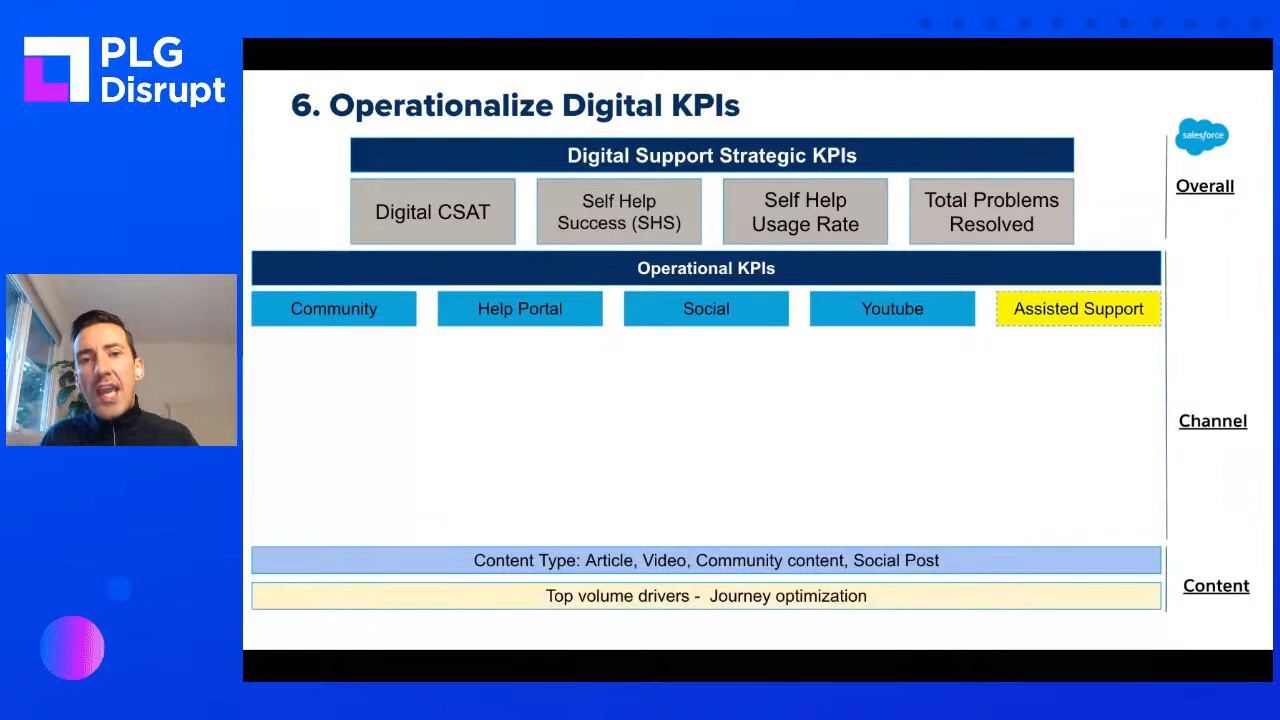 PLG
Disrupt
6. Operationalize Digital KPIs
salesforce
Digital Support Strategic KPIs
Overall
Digital CSAT
Self Help
Success (SHS)
Self Help
Usage Rate
Total Problems
Resolved
Operational KPIs
Community
Help Portal
Social
Youtube
Assisted Support
Channel
Content Type: Article, Video, Community content, Social Post
Content
Top volume drivers - Journey optimization